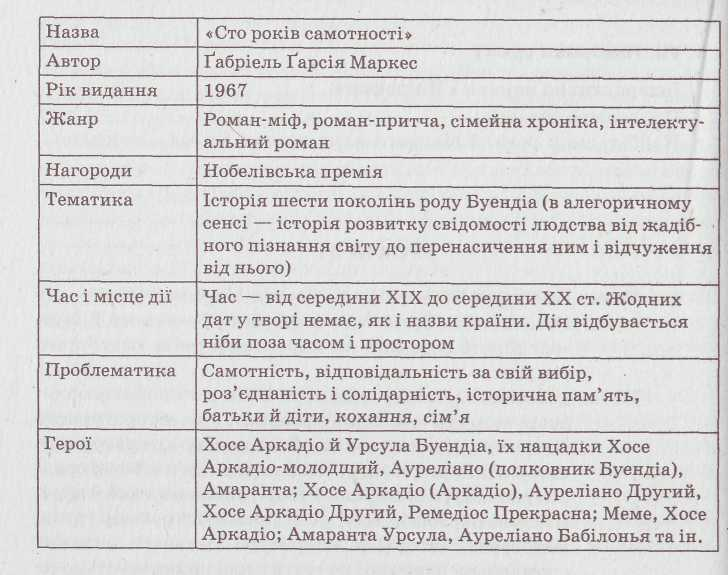 Назва «Сто років самотності»
Автор Ґабріель Ґарсія Маркес
Рік видання 1967
Жанр Роман-міф, роман-притча, сімейна хроніка, інтелекту-
альний роман
Нагороди Нобелівська премія
Тематика Історія шести поколінь роду Буендіа (в алегоричному
сенсі — історія розвитку свідомості людства від жадіб-
ного пізнання світу до перенасичення ним і відчуження
від нього)
Час і місце дії Час — від середини XIX до середини XX ст. Жодних
дат у творі немає, як і назви країни. Дія відбувається
ніби поза часом і простором
Проблематика Самотність, відповідальність за свій вибір,
роз’єднаність і солідарність, історична пам’ять,
батьки й діти, кохання, сім’я
Герої Хосе Аркадіо й Урсула Буендіа, їх нащадки Хосе
Аркадіо-молодший, Ауреліано (полковник Буендіа),
Амаранта; Хосе Аркадіо (Аркадіо), Ауреліано Другий,
Хосе Аркадіо Другий, Ремедіос Прекрасна; Меме, Хосе
Аркадіо; Амаранта Урсула, Ауреліано Бабілонья та ін.